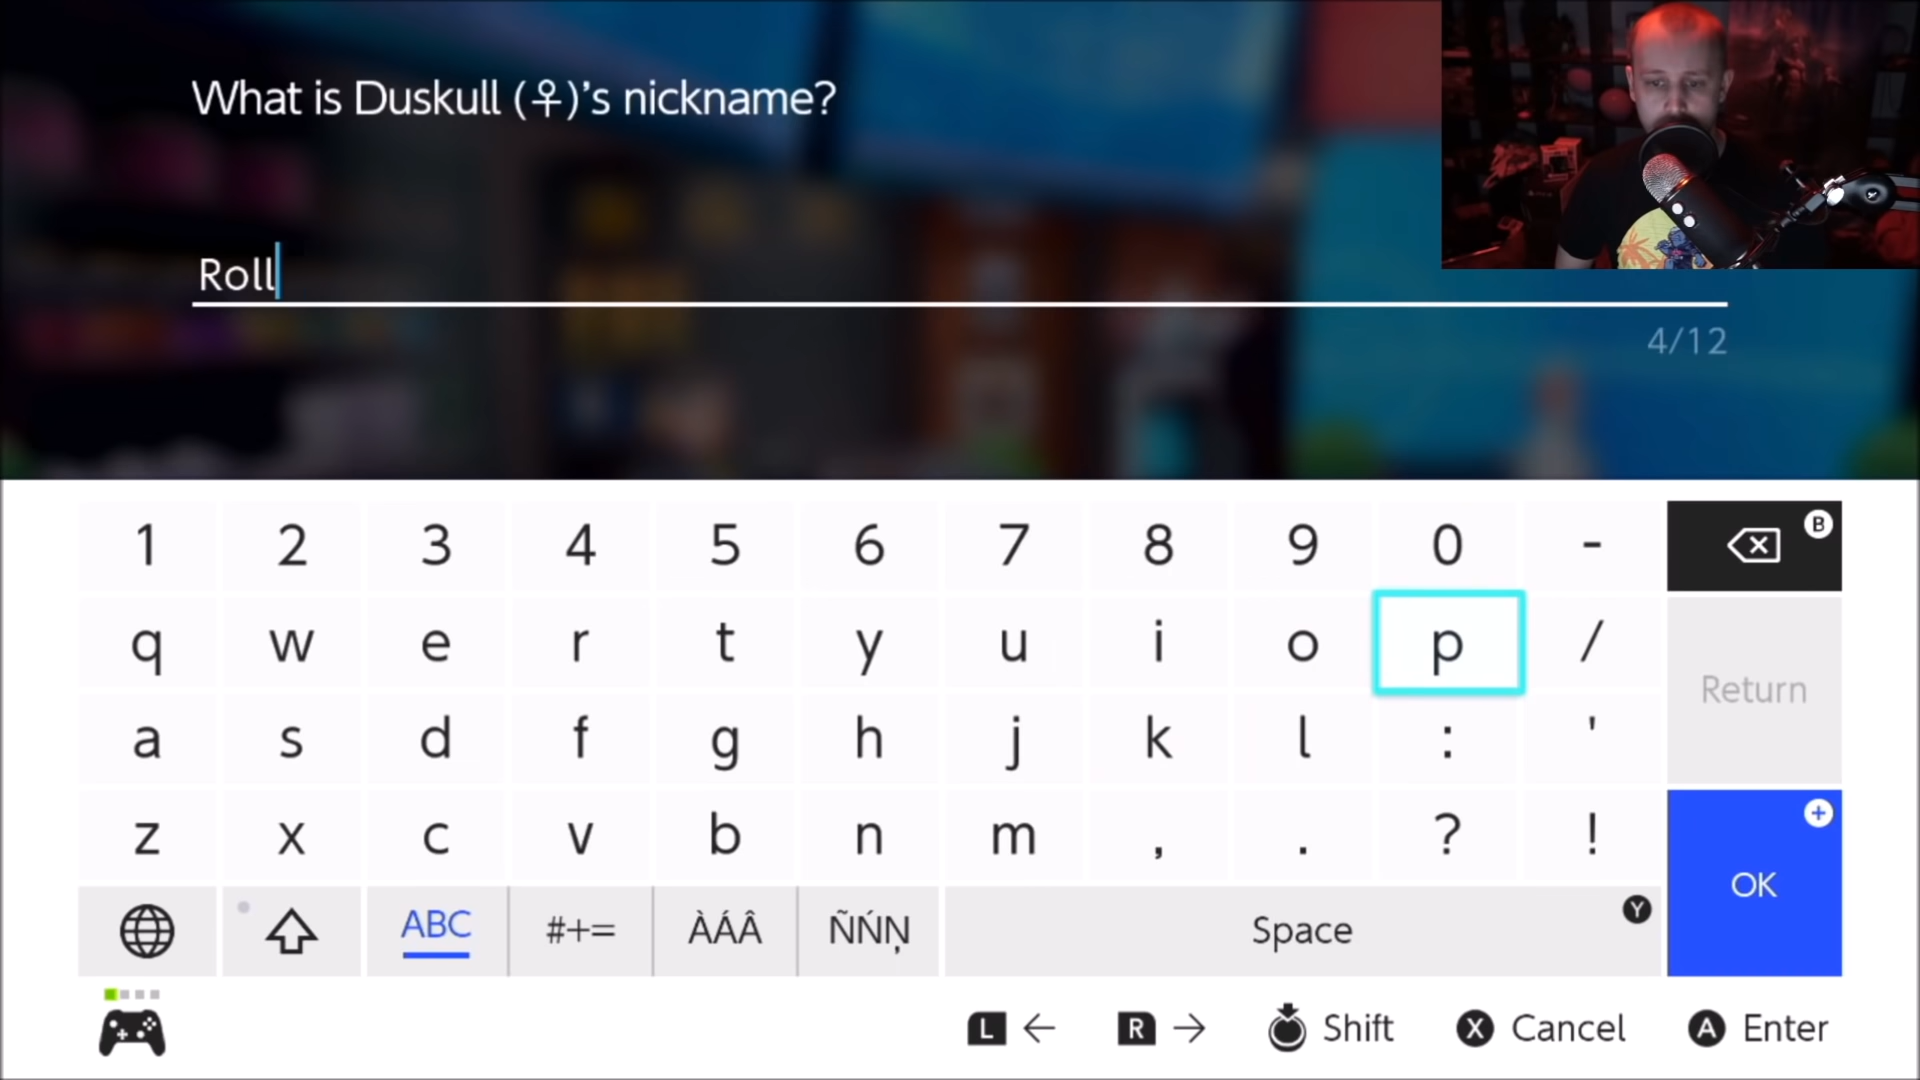 What is Duskull (♀)'s nickname?
Roll
4/12
1 2 3 4 5 6 7 8 9 0 - B
q w e r t y u i o p /
Return
a s d f g h j k l : '
z x c v b n m , . ? ! +
OK
ABC #+= ÀÁÂ ÑŃŅ Space Y
L ← R → Shift X Cancel A Enter